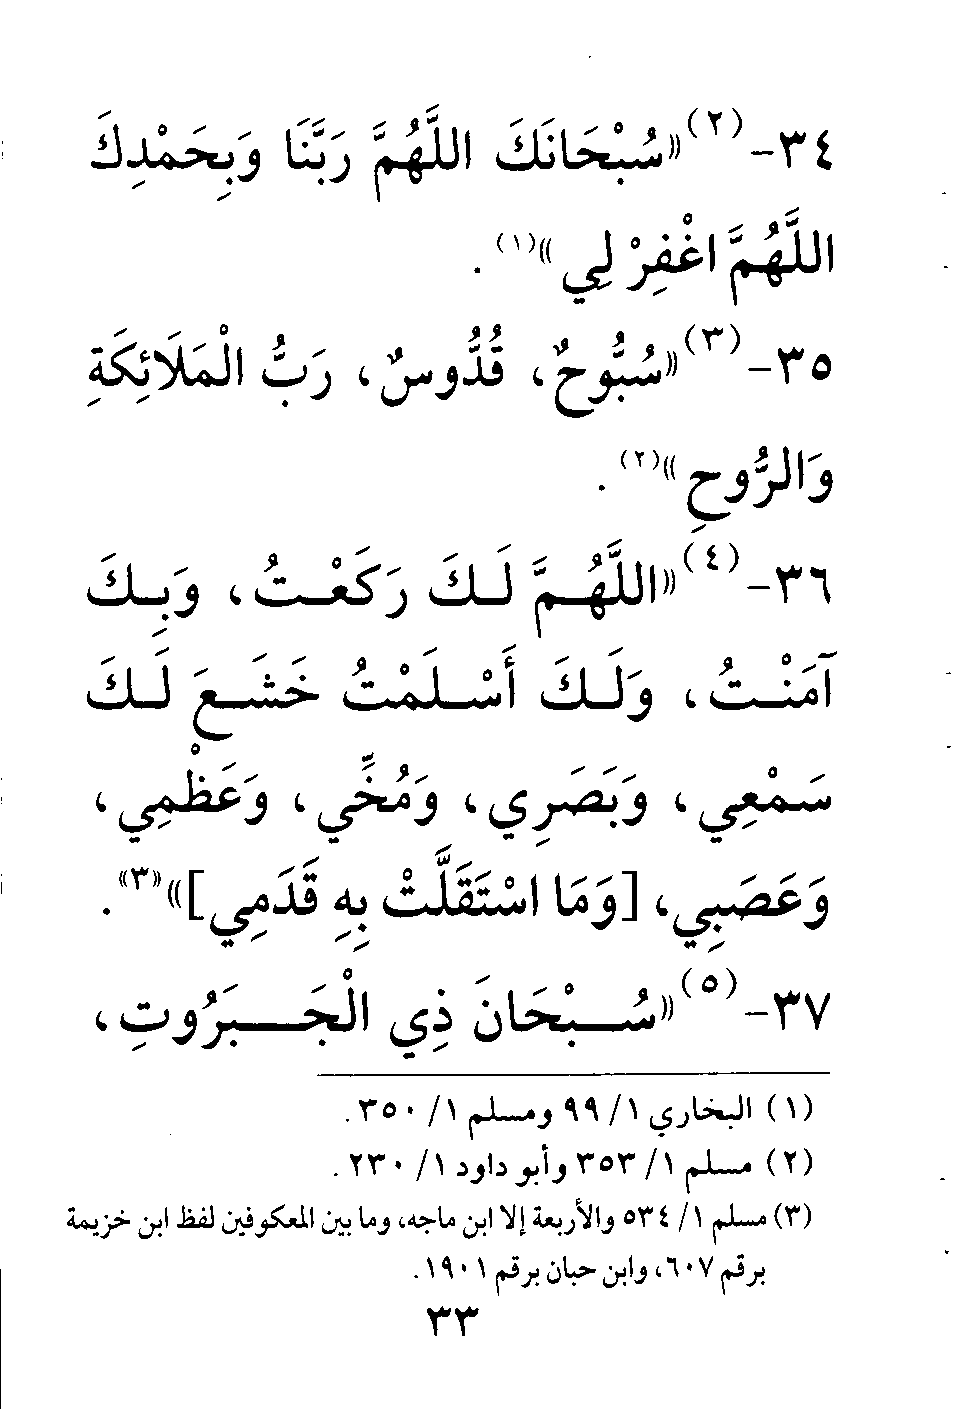 ٣٤-(٢) «سُبْحَانَكَ اللَّهُمَّ رَبَّنَا وَبِحَمْدِكَ
اللَّهُمَّ اغْفِرْ لِي»(١).
٣٥-(٣) «سُبُّوحٌ، قُدُّوسٌ، رَبُّ الْمَلَائِكَةِ
وَالرُّوحِ»(٢).
٣٦-(٤) «اللَّهُمَّ لَكَ رَكَعْتُ، وَبِكَ
آمَنْتُ، وَلَكَ أَسْلَمْتُ خَشَعَ لَكَ
سَمْعِي، وَبَصَرِي، وَمُخِّي، وَعَظْمِي،
وَعَصَبِي، [وَمَا اسْتَقَلَّتْ بِهِ قَدَمِي]»«٣».
٣٧-(٥) «سُبْحَانَ ذِي الْجَبَرُوتِ،
(١) البخاري ١/ ٩٩ ومسلم ١/ ٣٥٠.
(٢) مسلم ١/ ٣٥٣ وأبو داود ١/ ٢٣٠.
(٣) مسلم ١/ ٥٣٤ والأربعة إلا ابن ماجه، وما بين المعكوفين لفظ ابن خزيمة
برقم ٦٠٧، وابن حبان برقم ١٩٠١.
٣٣